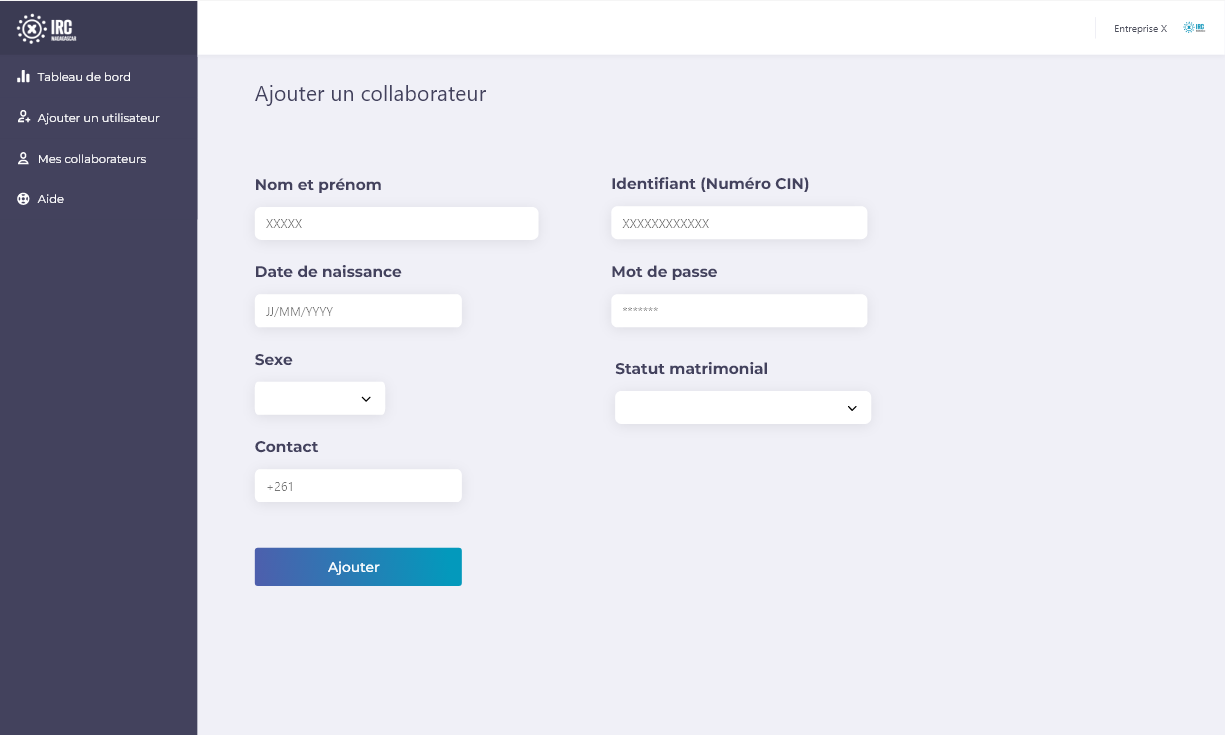 IRC
MADAGASCAR
Entreprise X
IRC
Tableau de bord
Ajouter un utilisateur
Mes collaborateurs
Aide
Ajouter un collaborateur
Nom et prénom
XXXXX
Identifiant (Numéro CIN)
XXXXXXXXXXXX
Date de naissance
JJ/MM/YYYY
Mot de passe
*******
Sexe
Statut matrimonial
Contact
+261
Ajouter